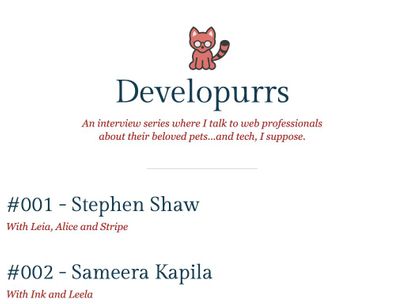 Developurrs
An interview series where I talk to web professionals
about their beloved pets...and tech, I suppose.
#001 - Stephen Shaw
With Leia, Alice and Stripe
#002 - Sameera Kapila
With Ink and Leela